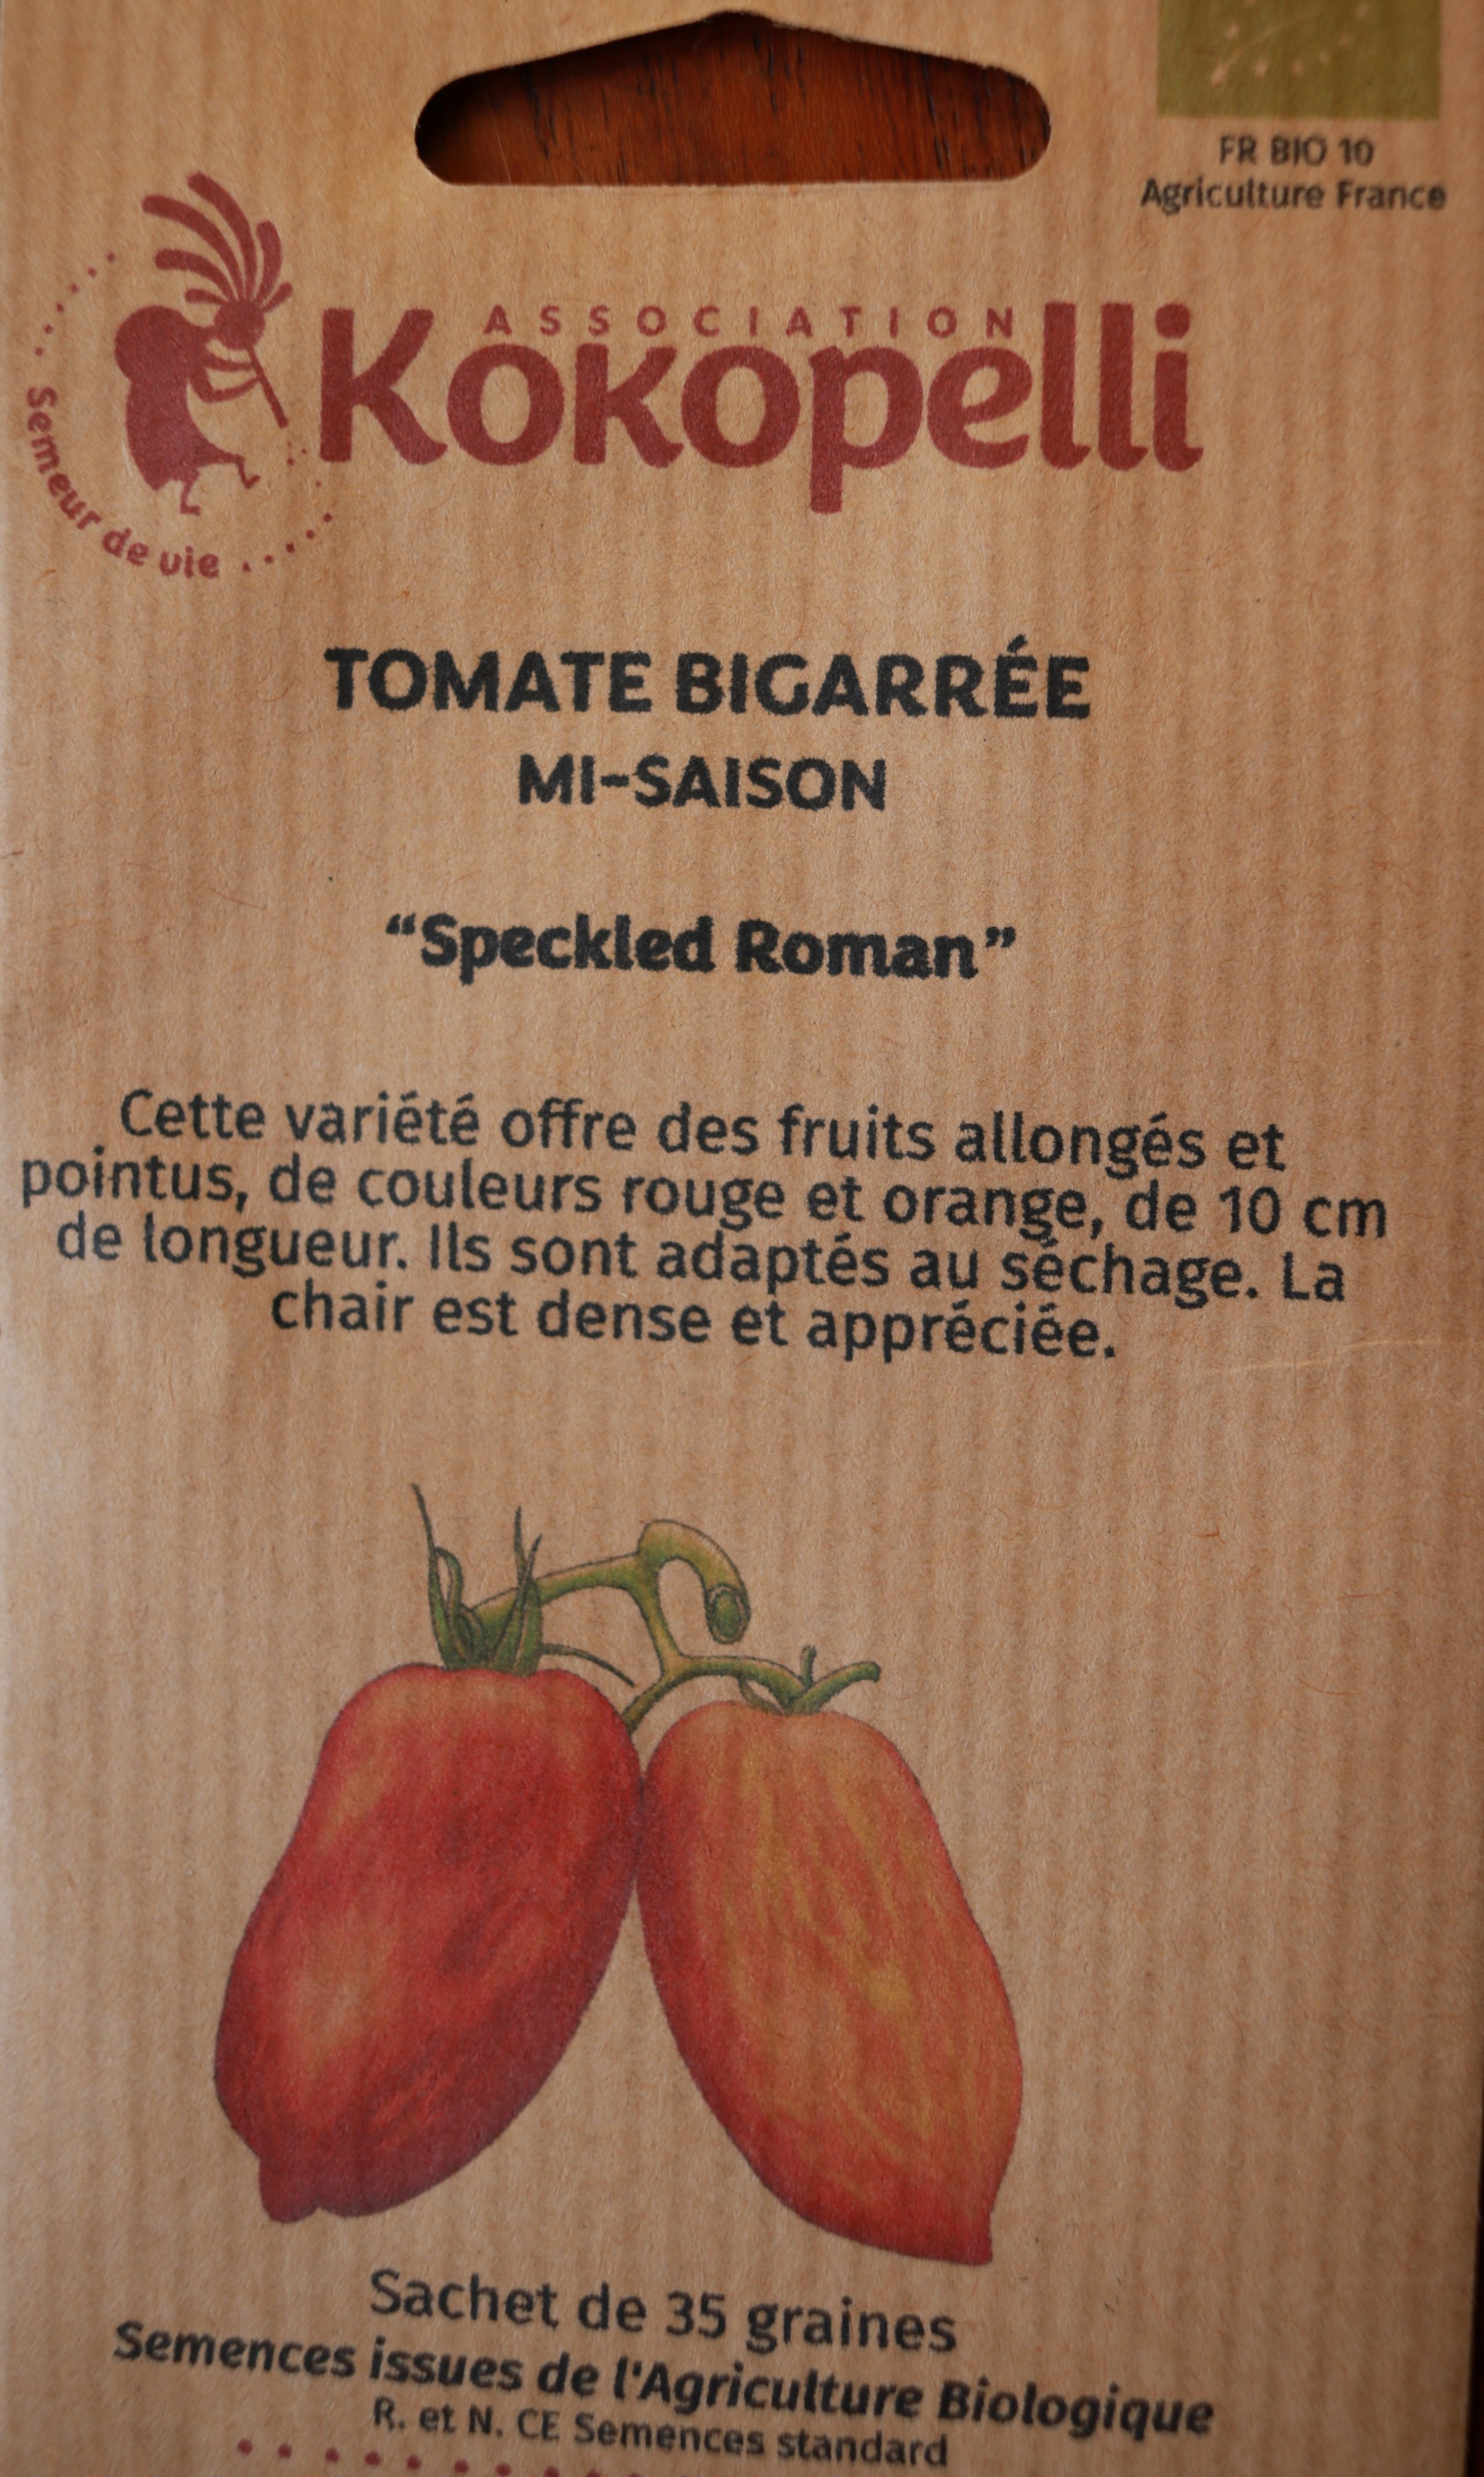 FR BIO 10
Agriculture France
ASSOCIATION
Kokopelli
Semeur de vie
TOMATE BIGARRÉE
MI-SAISON
“Speckled Roman”
Cette variété offre des fruits allongés et
pointus, de couleurs rouge et orange, de 10 cm
de longueur. Ils sont adaptés au séchage. La
chair est dense et appréciée.
Sachet de 35 graines
Semences issues de l'Agriculture Biologique
R. et N. CE Semences standard